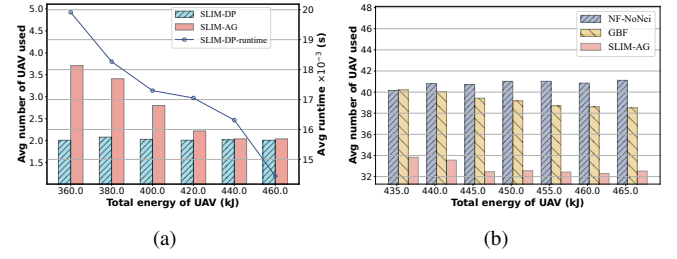 SLIM-DP
SLIM-AG
SLIM-DP-runtime
Avg number of UAV used
5.0
4.5
4.0
3.5
3.0
2.5
2.0
1.5
Avg runtime ×10⁻³ (s)
20
19
18
17
16
15
360.0 380.0 400.0 420.0 440.0 460.0
Total energy of UAV (kJ)
(a)
NF-NoNei
GBF
SLIM-AG
Avg number of UAV used
48
46
44
42
40
38
36
34
32
435.0 440.0 445.0 450.0 455.0 460.0 465.0
Total energy of UAV (kJ)
(b)